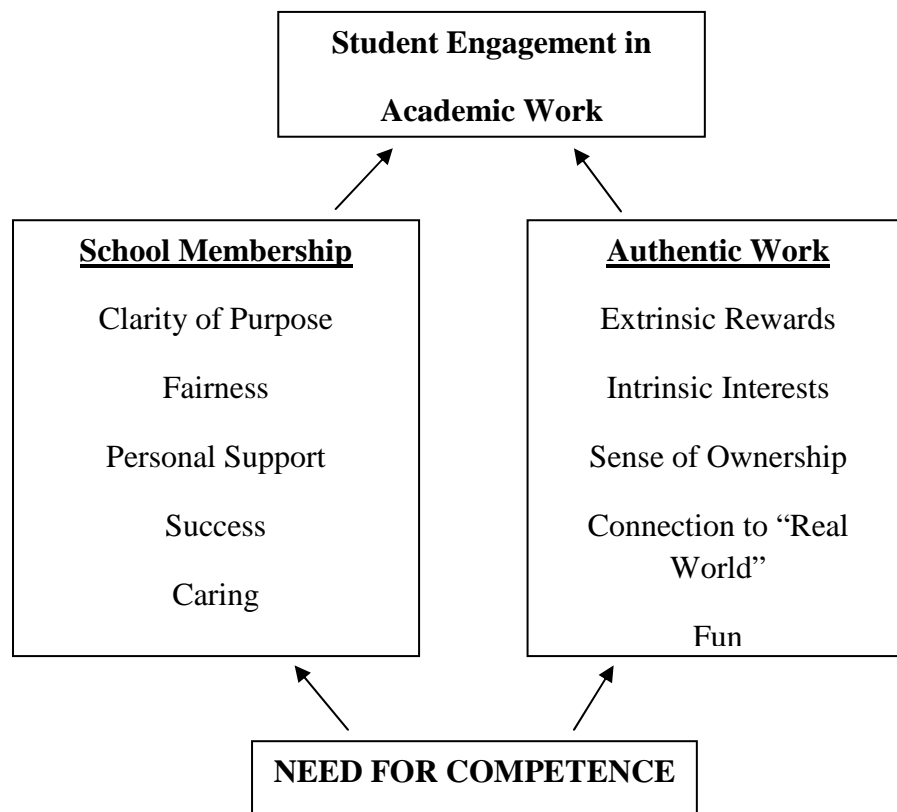 Student Engagement in
Academic Work
School Membership
Clarity of Purpose
Fairness
Personal Support
Success
Caring
Authentic Work
Extrinsic Rewards
Intrinsic Interests
Sense of Ownership
Connection to “Real
World”
Fun
NEED FOR COMPETENCE